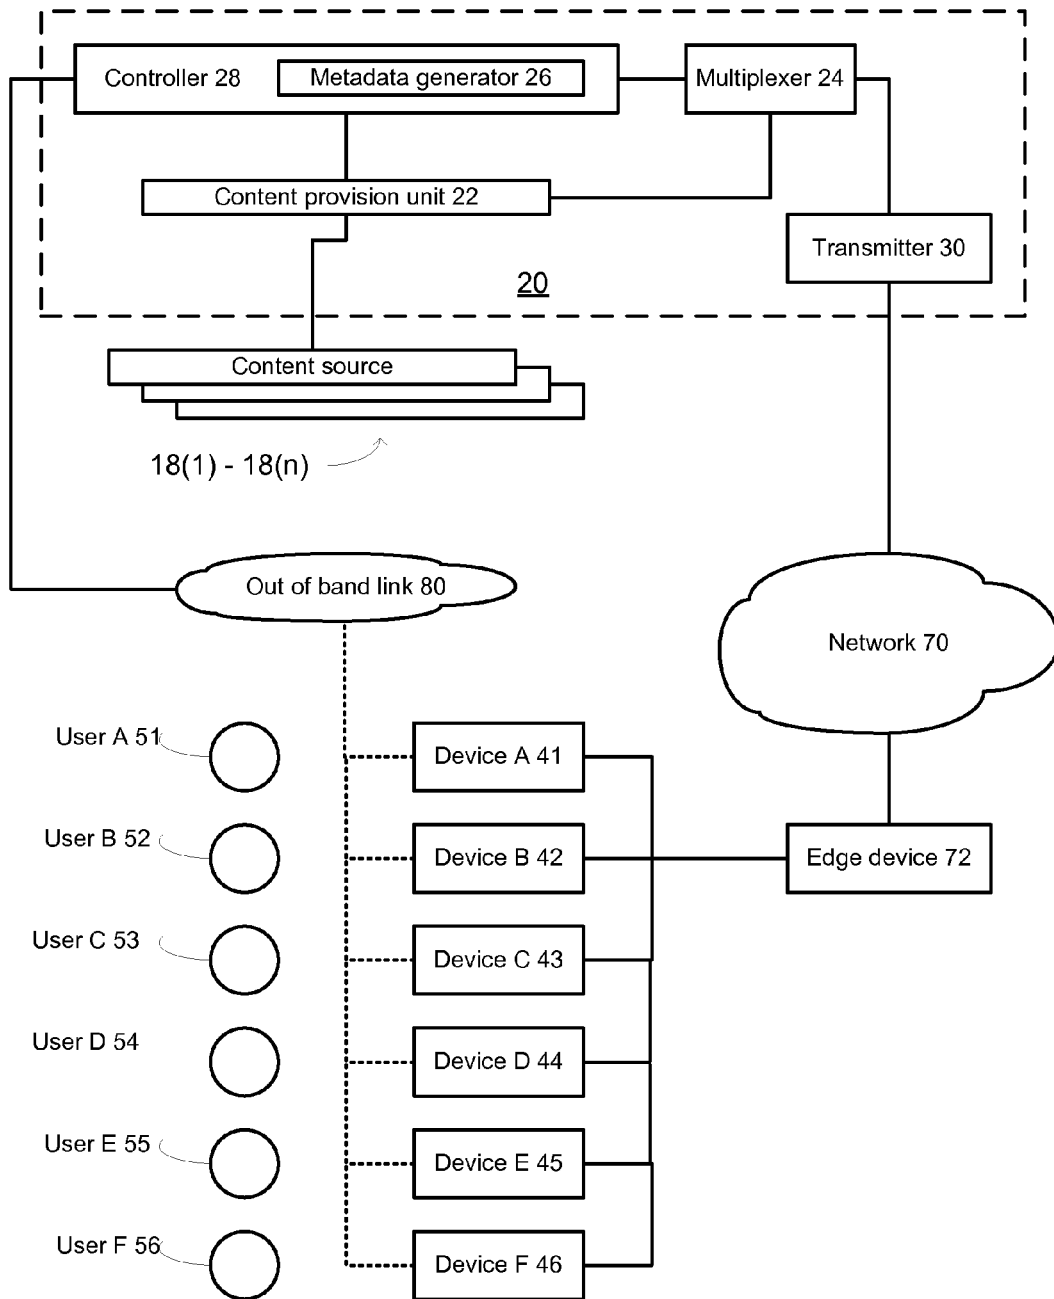 Controller 28
Metadata generator 26
Multiplexer 24
Content provision unit 22
Transmitter 30
20
Content source
18(1) - 18(n)
Out of band link 80
Network 70
User A 51
Device A 41
User B 52
Device B 42
Edge device 72
User C 53
Device C 43
User D 54
Device D 44
User E 55
Device E 45
User F 56
Device F 46